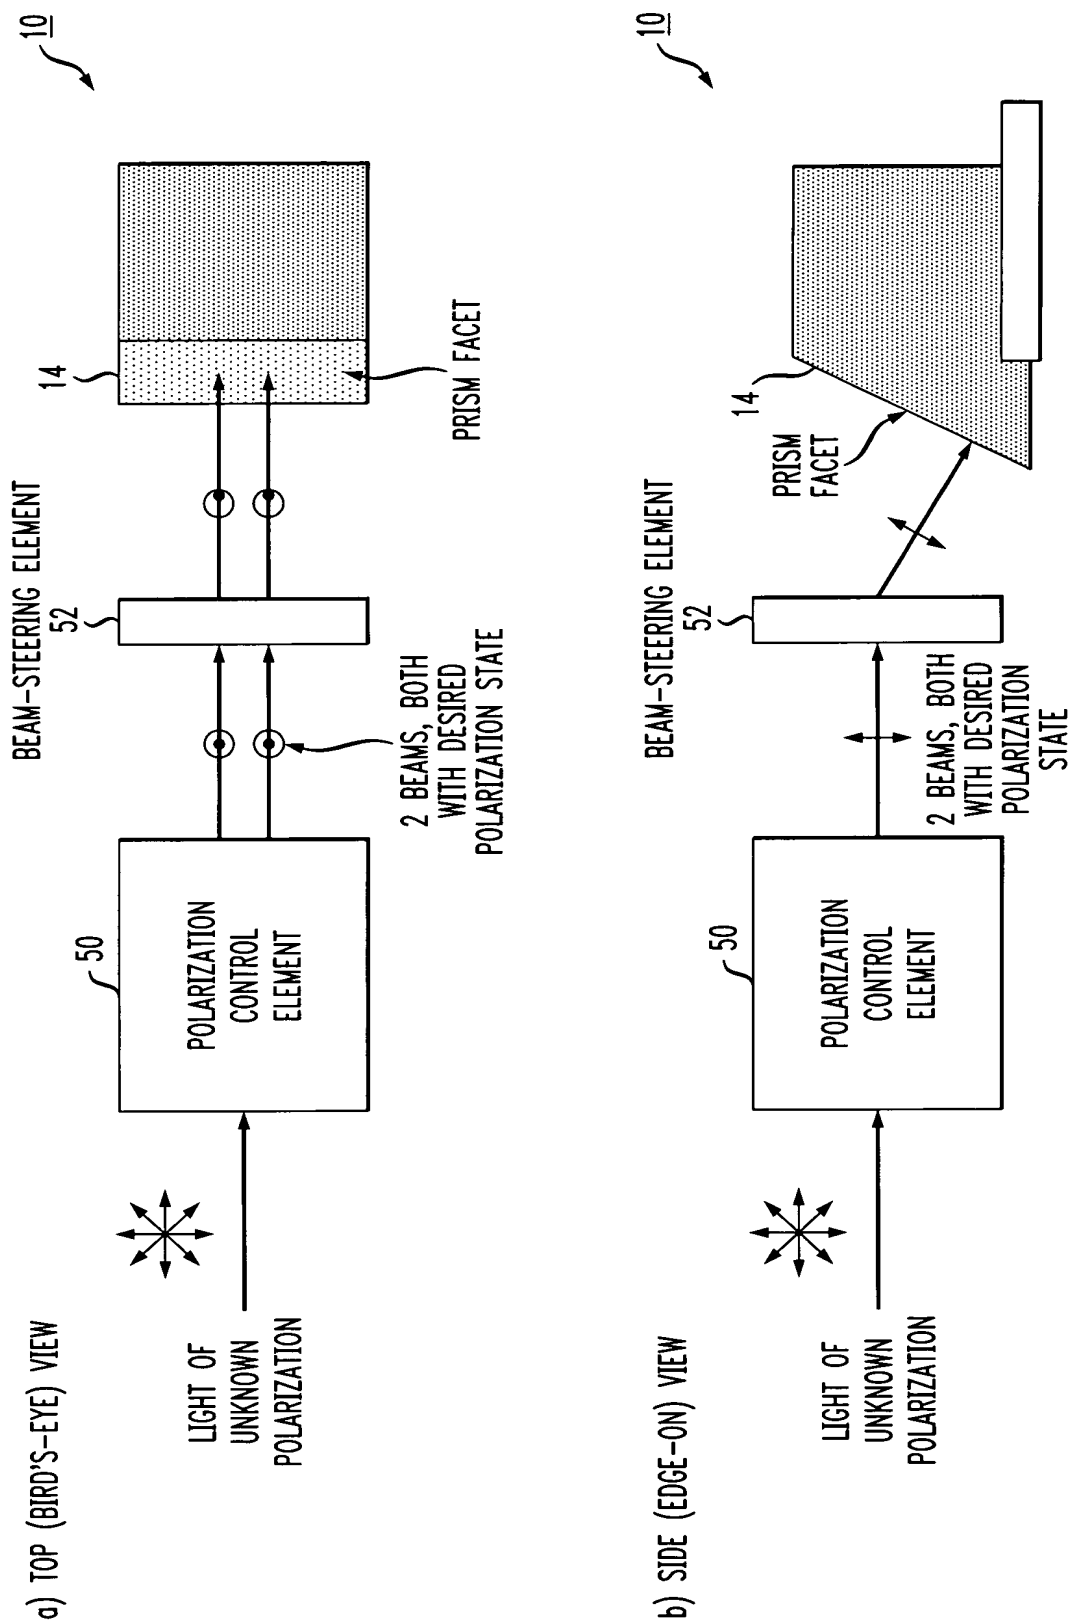 a) TOP (BIRD'S-EYE) VIEW
10
LIGHT OF
UNKNOWN
POLARIZATION
50
POLARIZATION
CONTROL
ELEMENT
2 BEAMS, BOTH
WITH DESIRED
POLARIZATION STATE
BEAM-STEERING ELEMENT
52
14
PRISM FACET
b) SIDE (EDGE-ON) VIEW
10
LIGHT OF
UNKNOWN
POLARIZATION
50
POLARIZATION
CONTROL
ELEMENT
2 BEAMS, BOTH
WITH DESIRED
POLARIZATION
STATE
BEAM-STEERING ELEMENT
52
PRISM
FACET
14